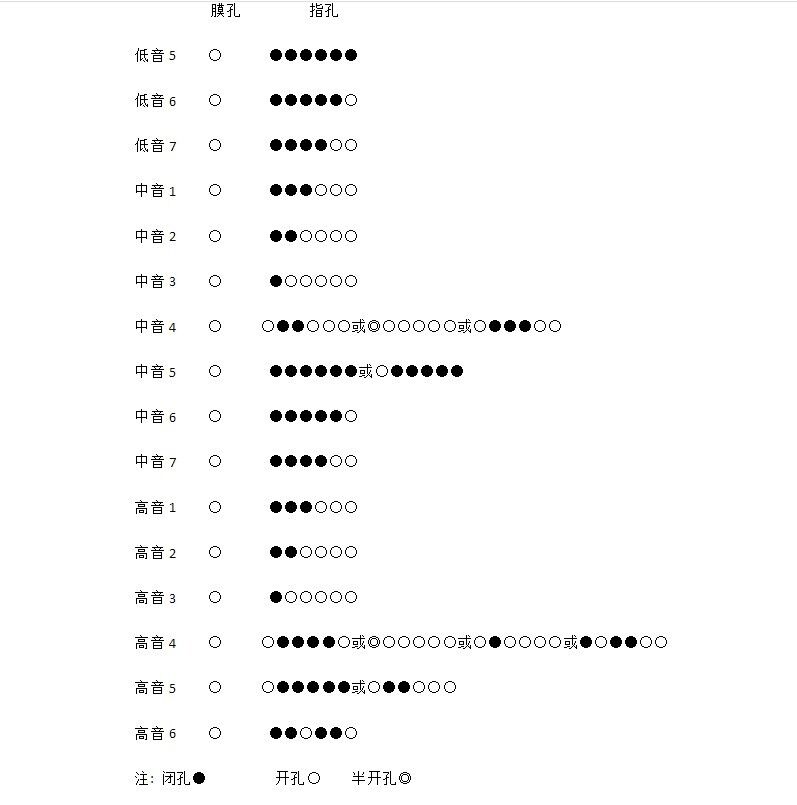 膜孔 指孔
低音 5 ○ ●●●●●●
低音 6 ○ ●●●●●○
低音 7 ○ ●●●●○○
中音 1 ○ ●●●○○○
中音 2 ○ ●●○○○○
中音 3 ○ ●○○○○○
中音 4 ○ ○●●○○○或◎○○○○○或○●●●○○
中音 5 ○ ●●●●●●或○●●●●●
中音 6 ○ ●●●●●○
中音 7 ○ ●●●●○○
高音 1 ○ ●●●○○○
高音 2 ○ ●●○○○○
高音 3 ○ ●○○○○○
高音 4 ○ ○●●●●○或◎○○○○○或○●○○○○或●○●●○○
高音 5 ○ ○●●●●●或○●●○○○
高音 6 ○ ●●○●●○
注: 闭孔● 开孔○ 半开孔◎